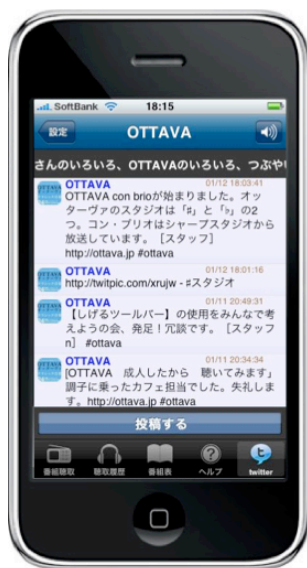 SoftBank 18:15
設定 OTTAVA
さんのいろいろ、OTTAVAのいろいろ、つぶや
OTTAVA 01/12 18:03:41
OTTAVA con brioが始まりました。オッ
ターヴァのスタジオは「♯」と「♭」の2
つ。コン・ブリオはシャープスタジオから
放送しています。［スタッフ］
http://ottava.jp #ottava
OTTAVA 01/12 18:01:16
http://twitpic.com/xrujw - ♯スタジオ
OTTAVA 01/11 20:49:31
【しげるツールバー】の使用をみんなで考
えようの会、発足！冗談です。［スタッフ
n］ #ottava
OTTAVA 01/11 20:34:34
[OTTAVA　成人したから　聴いてみます」
調子に乗ったカフェ担当でした。失礼しま
す。http://ottava.jp #ottava
投稿する
番組聴取 聴取履歴 番組表 ヘルプ twitter